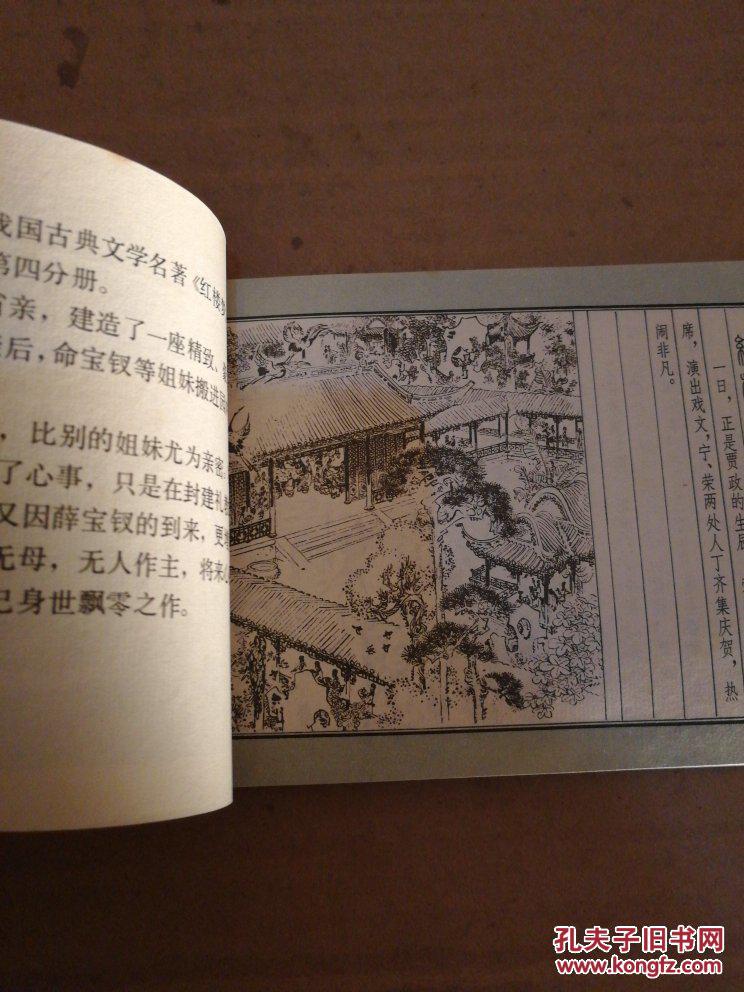 我国古典文学名著《红楼梦
第四分册。
省亲，建造了一座精致、
后，命宝钗等姐妹搬进
，比别的姐妹尤为亲密
了心事，只是在封建礼
又因薛宝钗的到来，更
无母，无人作主，将来
己身世飘零之作。
一日，正是贾政的生辰
席，演出戏文，宁、荣两处人丁齐集庆贺，热
闹非凡。
孔夫子旧书网
www.kongfz.com